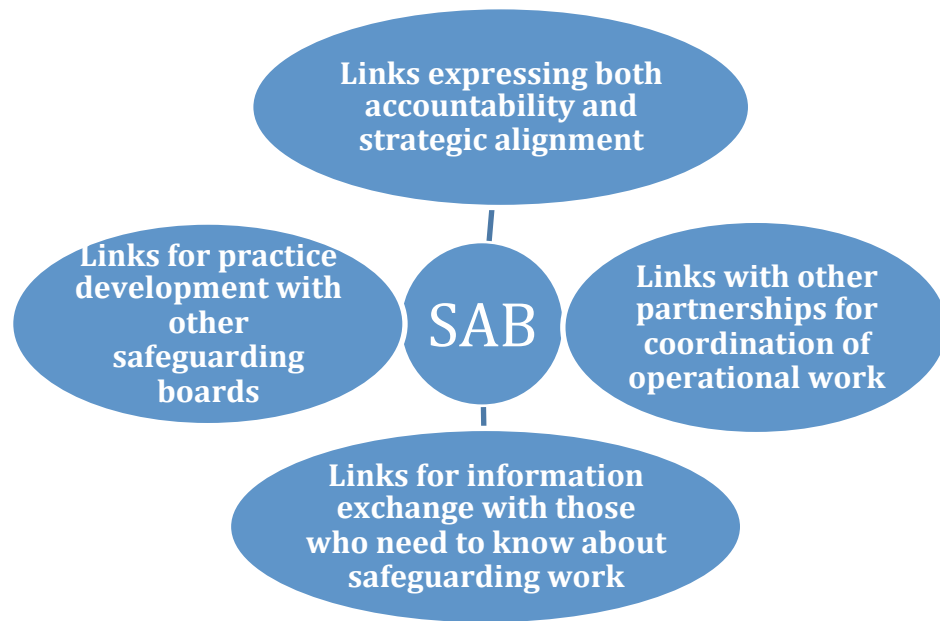 Links expressing both
accountability and
strategic alignment
Links for practice
development with
other
safeguarding
boards
SAB
Links with other
partnerships for
coordination of
operational work
Links for information
exchange with those
who need to know about
safeguarding work